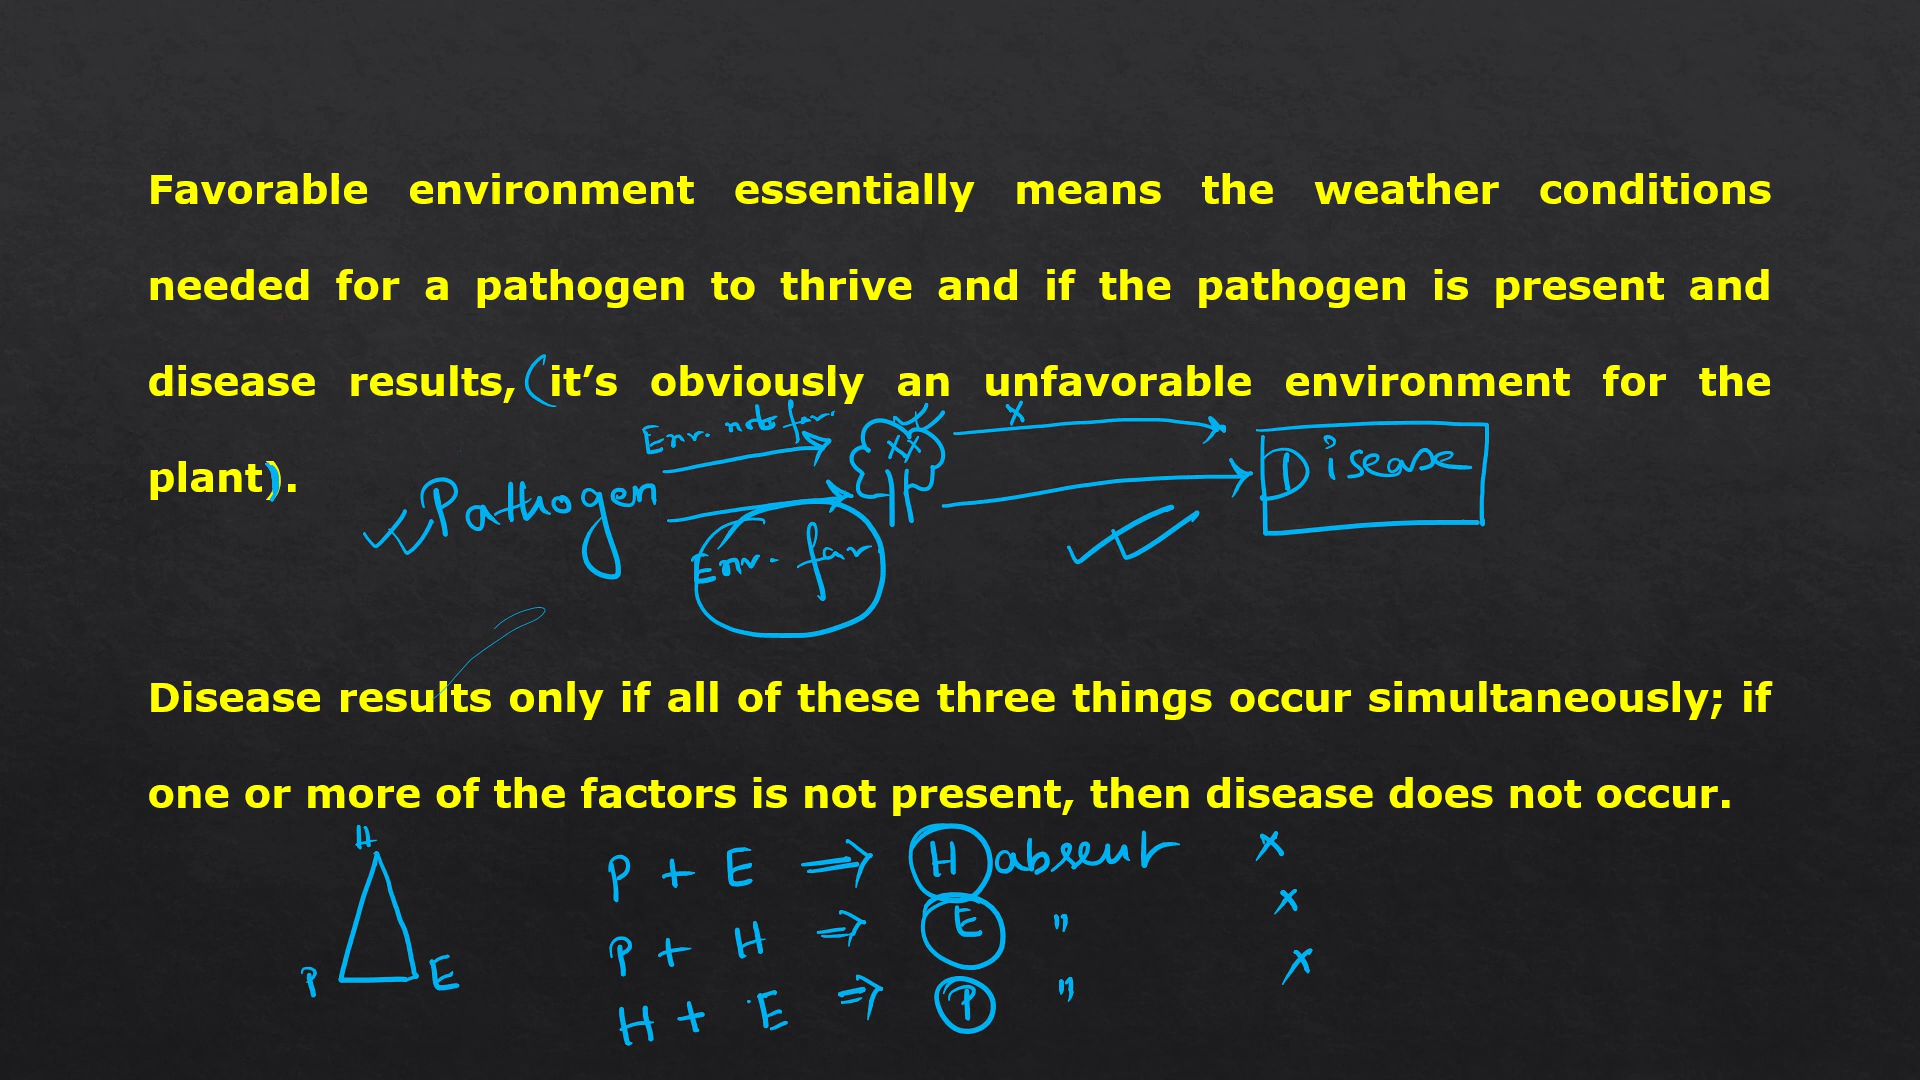 Favorable environment essentially means the weather conditions
needed for a pathogen to thrive and if the pathogen is present and
disease results, (it’s obviously an unfavorable environment for the
plant).
Env. not fav.
x
xx
Pathogen
Disease
Env. fav
Disease results only if all of these three things occur simultaneously; if
one or more of the factors is not present, then disease does not occur.
H
P E
P + E ⇒ H absent x
P + H ⇒ E " x
H + E ⇒ P " x